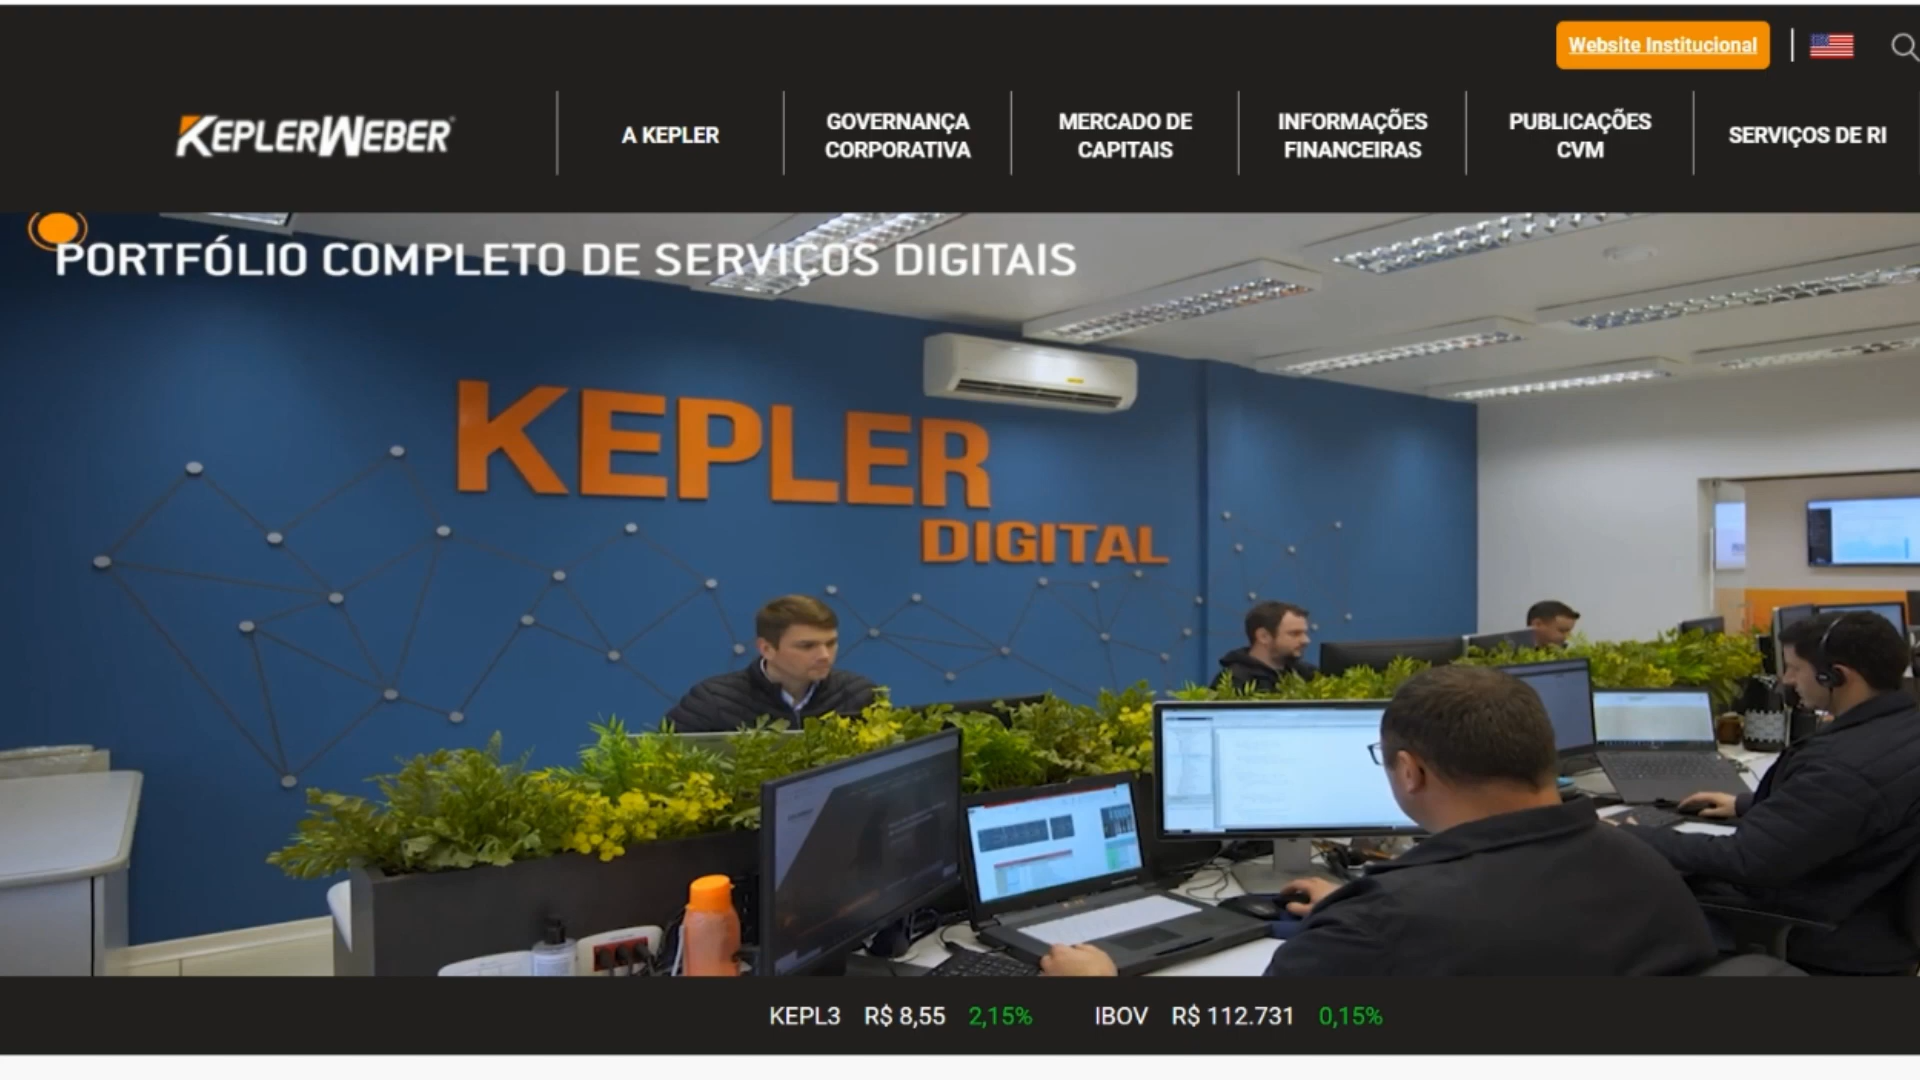 Website Institucional
KEPLERWEBER
A KEPLER
GOVERNANÇA
CORPORATIVA
MERCADO DE
CAPITAIS
INFORMAÇÕES
FINANCEIRAS
PUBLICAÇÕES
CVM
SERVIÇOS DE RI
PORTFÓLIO COMPLETO DE SERVIÇOS DIGITAIS
KEPLER
DIGITAL
KEPL3 R$ 8,55 2,15% IBOV R$ 112.731 0,15%